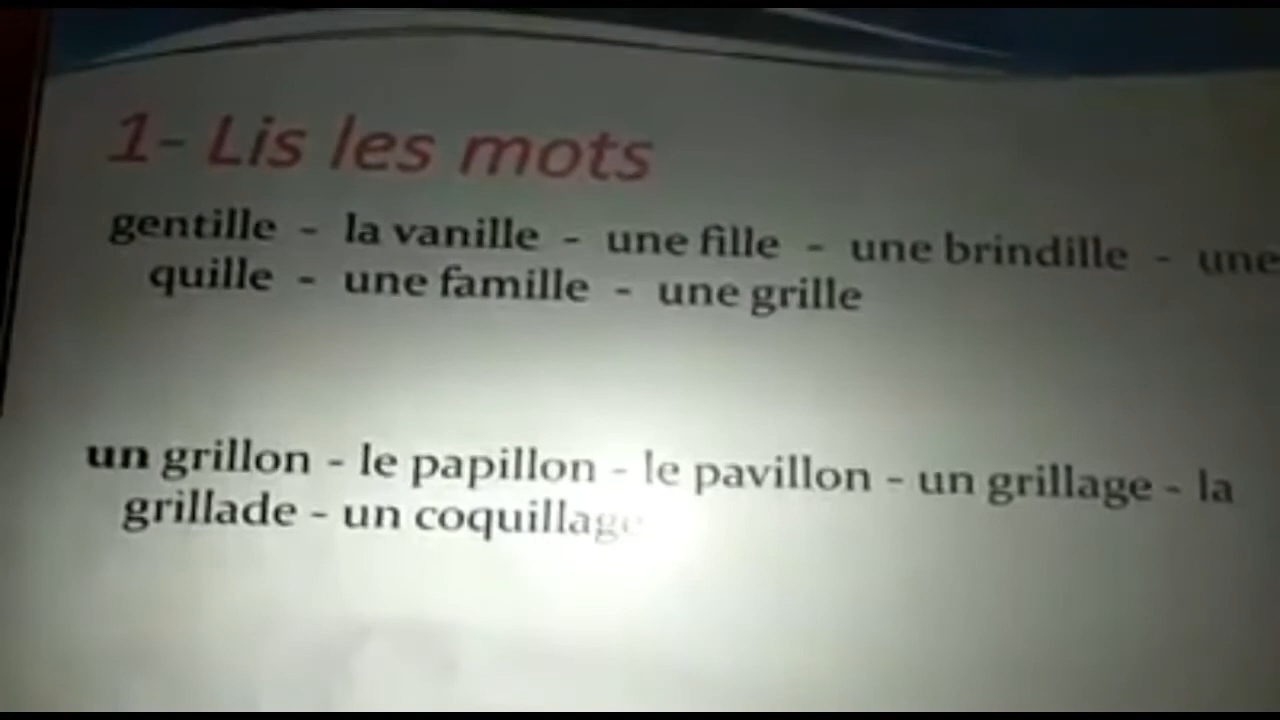 1- Lis les mots
gentille - la vanille - une fille - une brindille - une
quille - une famille - une grille
un grillon - le papillon - le pavillon - un grillage - la
grillade - un coquillage